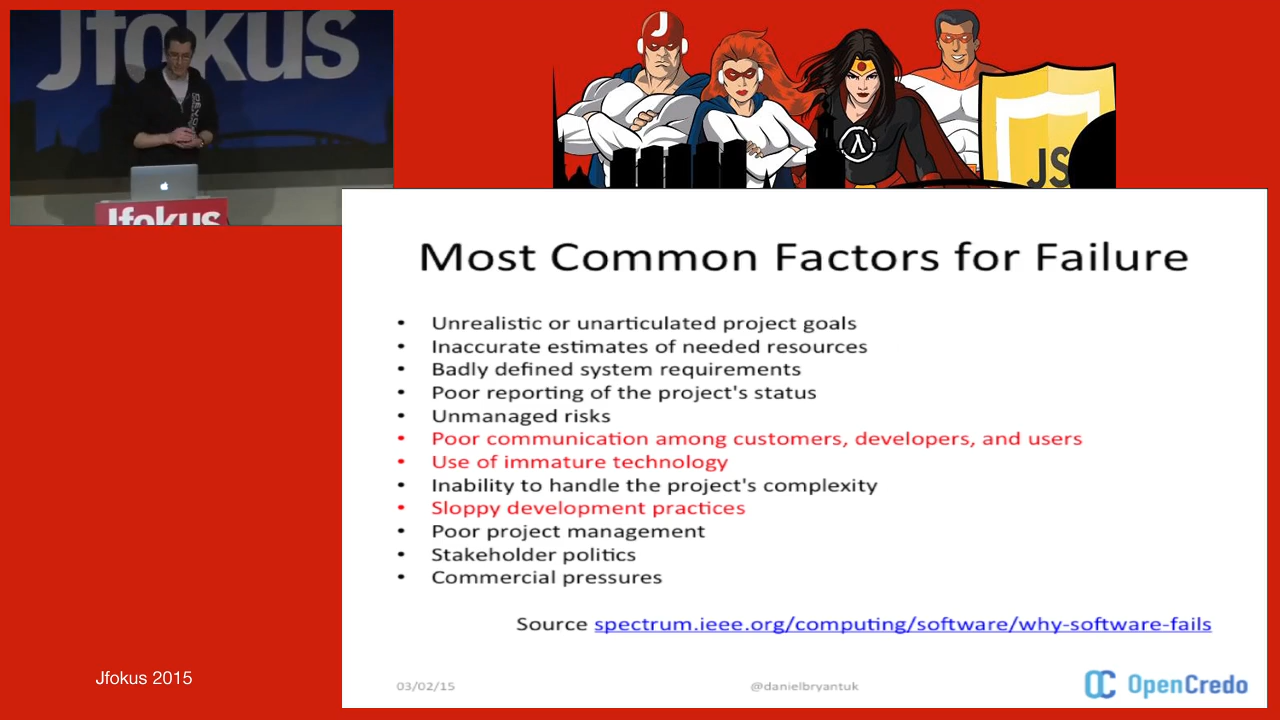 Jfokus
Jfokus
J
JS
Most Common Factors for Failure
• Unrealistic or unarticulated project goals
• Inaccurate estimates of needed resources
• Badly defined system requirements
• Poor reporting of the project's status
• Unmanaged risks
• Poor communication among customers, developers, and users
• Use of immature technology
• Inability to handle the project's complexity
• Sloppy development practices
• Poor project management
• Stakeholder politics
• Commercial pressures
Source spectrum.ieee.org/computing/software/why-software-fails
Jfokus 2015
03/02/15
@danielbryantuk
OpenCredo